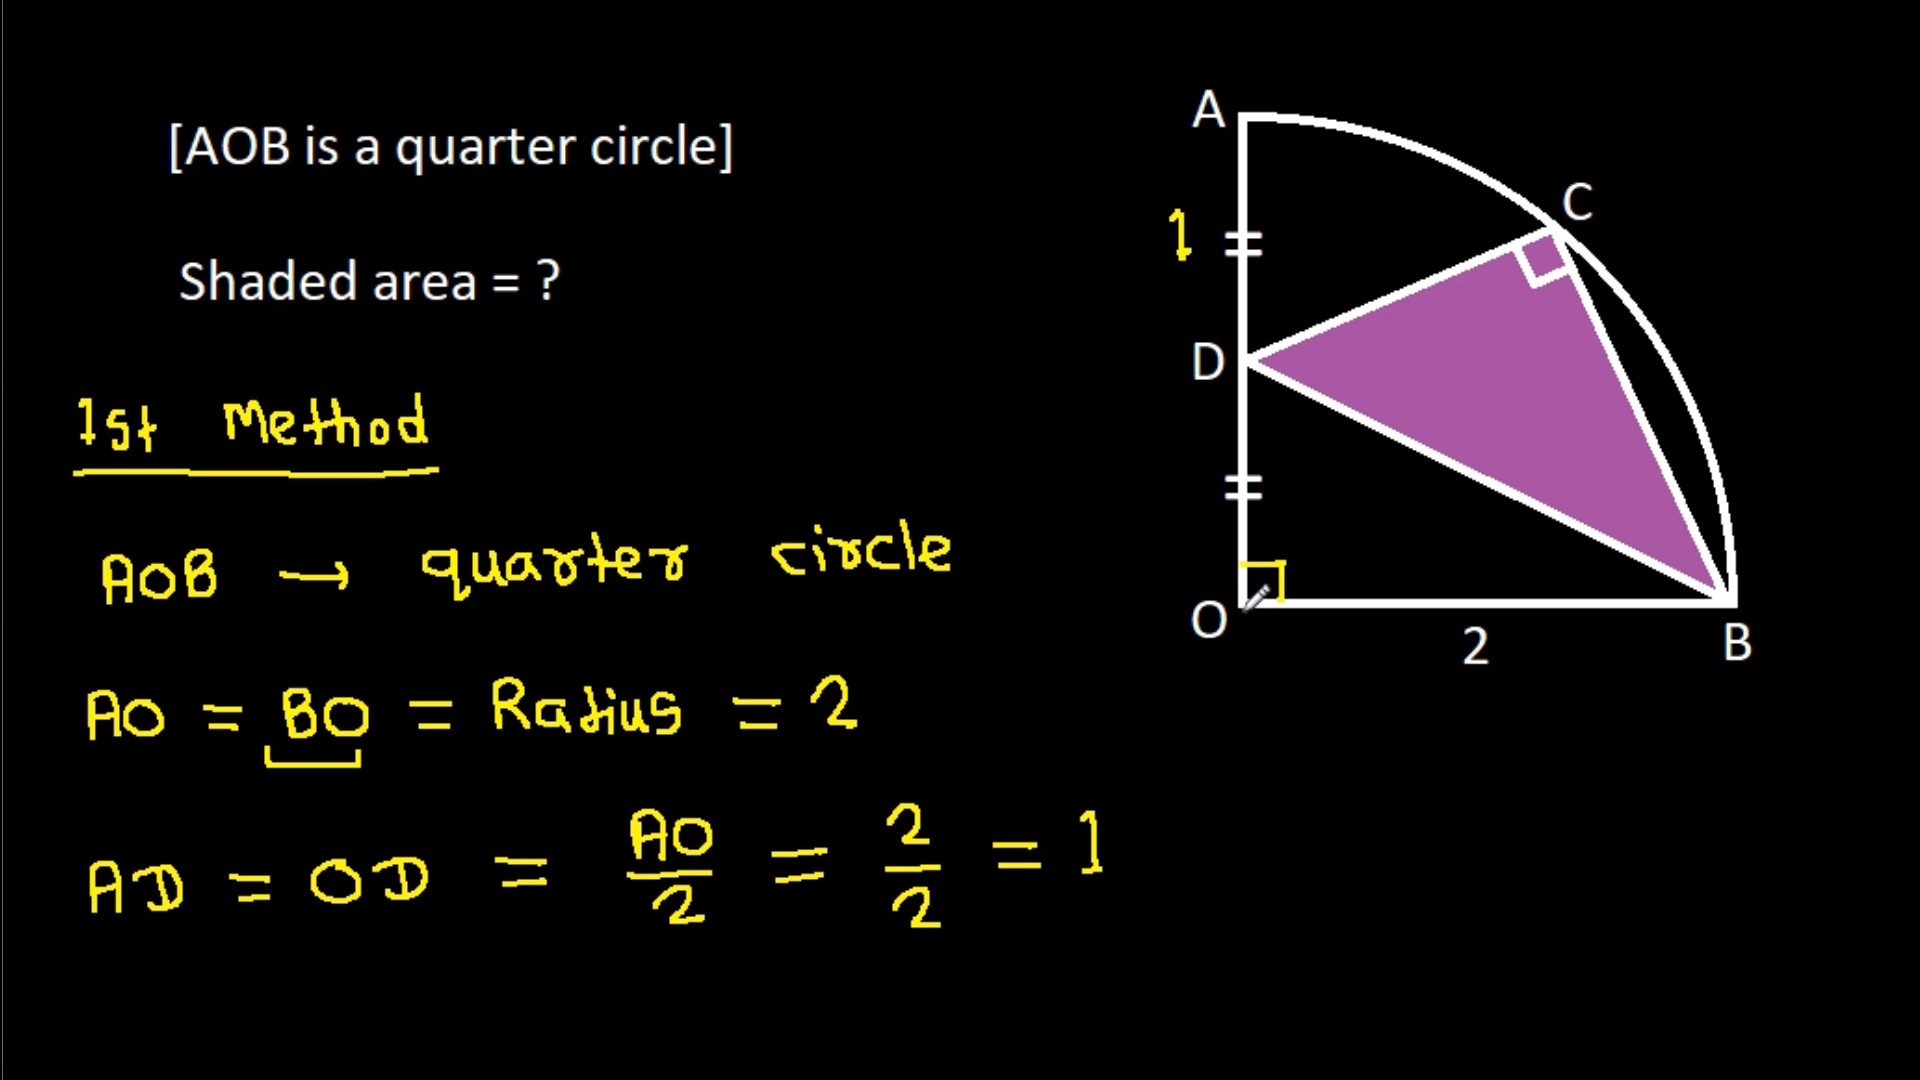 [AOB is a quarter circle]
Shaded area = ?
1st Method
AOB → quarter circle
AO = BO = Radius = 2
AD = OD = AO/2 = 2/2 = 1
A
C
1
D
O
2
B